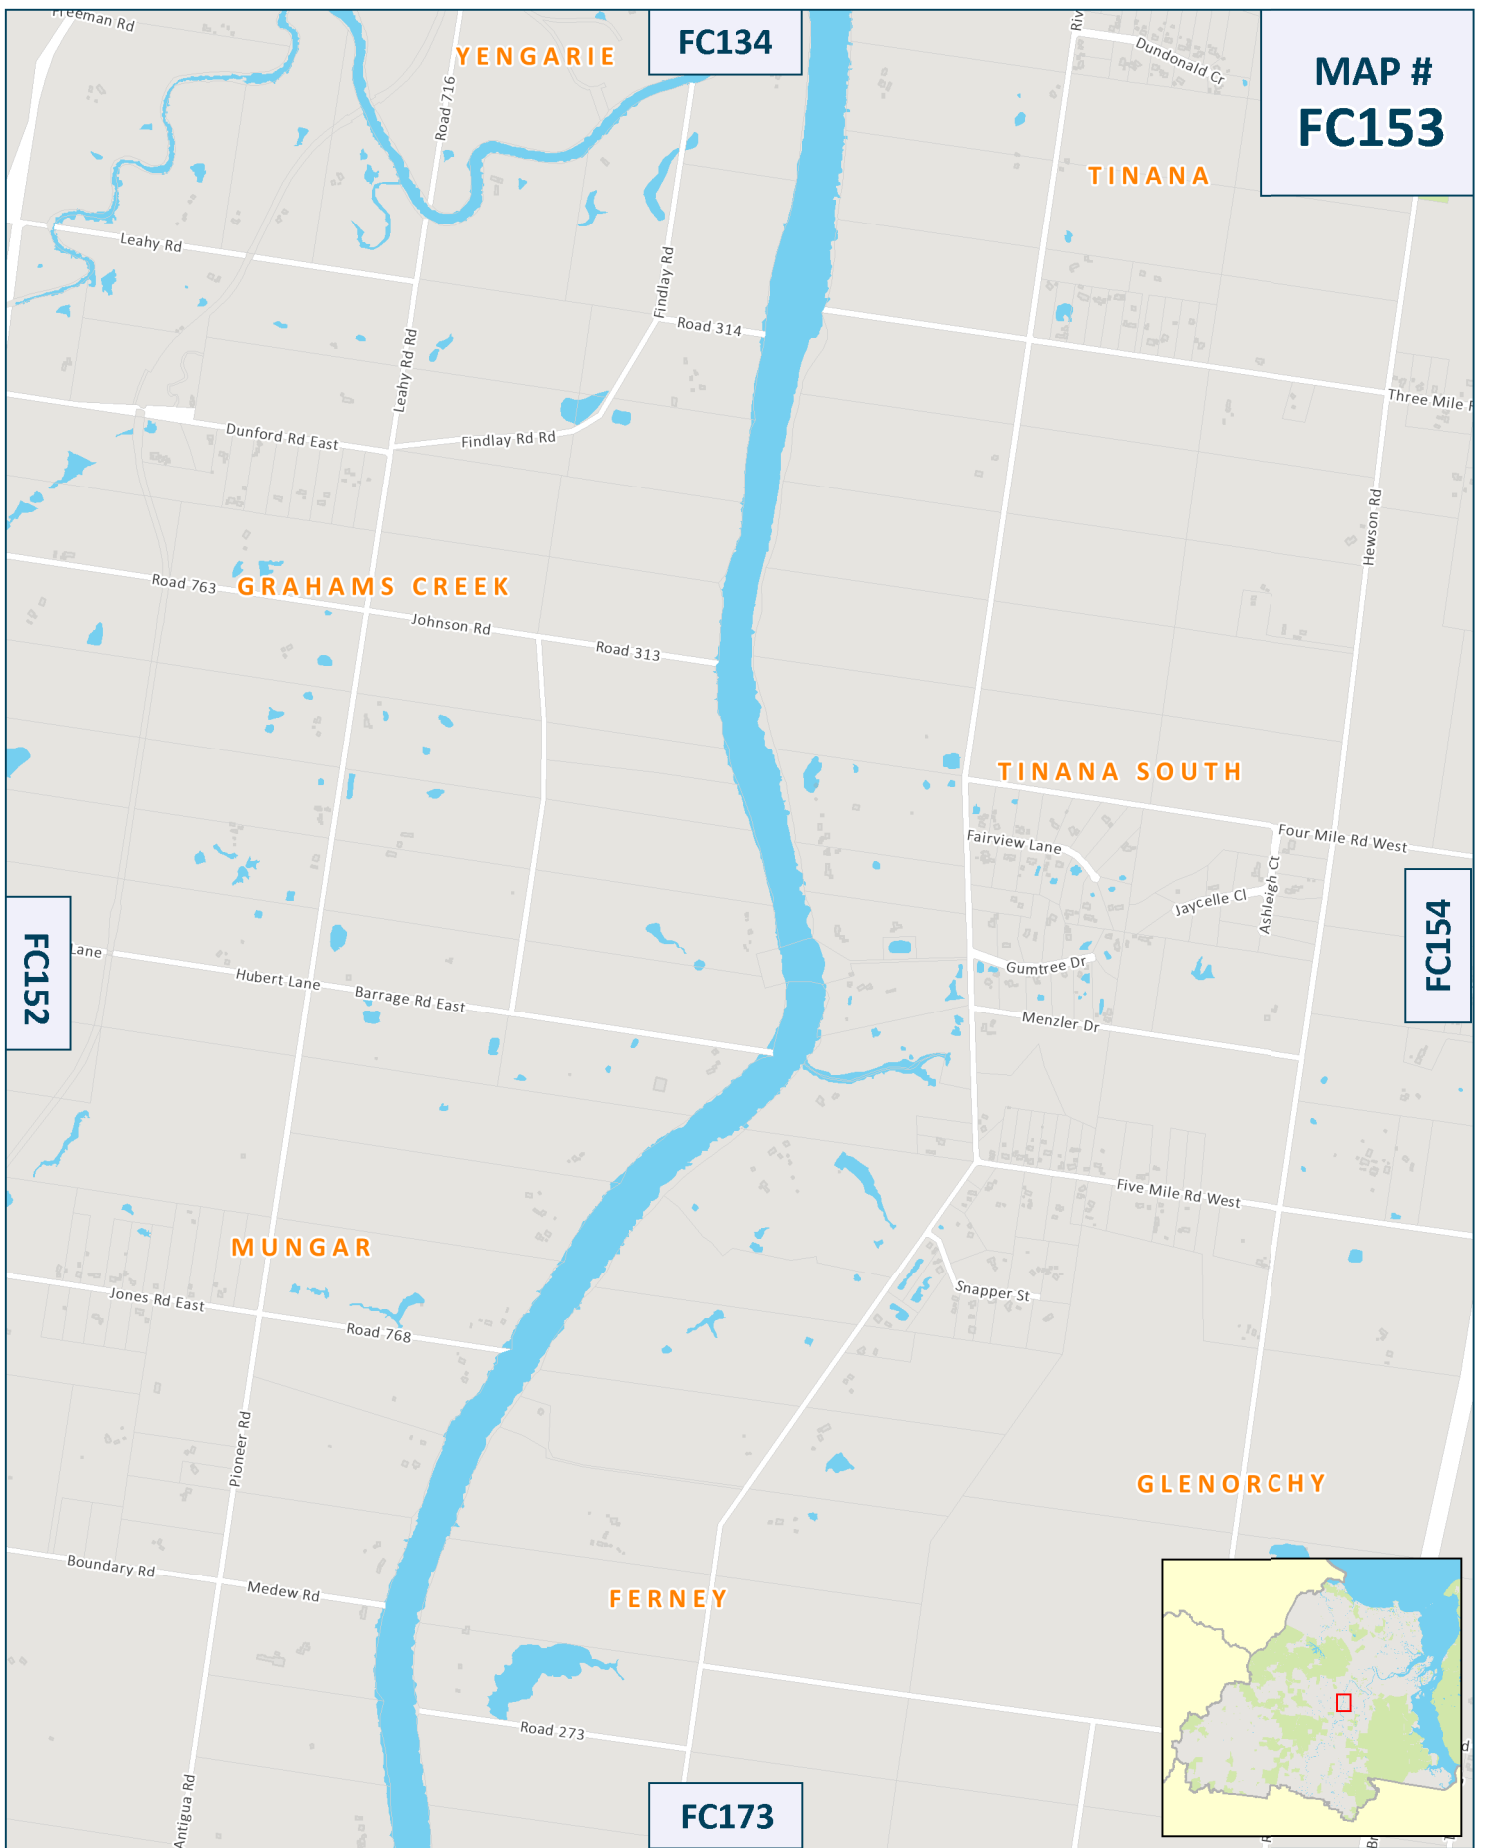 Freeman Rd
YENGARIE
FC134
Riv
Dundonald Cr
MAP #
FC153
Road 716
TINANA
Leahy Rd
Findlay Rd
Road 314
Leahy Rd Rd
Three Mile R
Dunford Rd East
Findlay Rd Rd
Hewson Rd
Road 763
GRAHAMS CREEK
Johnson Rd
Road 313
TINANA SOUTH
Fairview Lane
Four Mile Rd West
Jaycelle Cl
Ashleigh Ct
FC152
Lane
Hubert Lane
Barrage Rd East
Gumtree Dr
Menzler Dr
FC154
Five Mile Rd West
MUNGAR
Jones Rd East
Road 768
Snapper St
Pioneer Rd
GLENORCHY
Boundary Rd
Medew Rd
FERNEY
Road 273
Antigua Rd
FC173